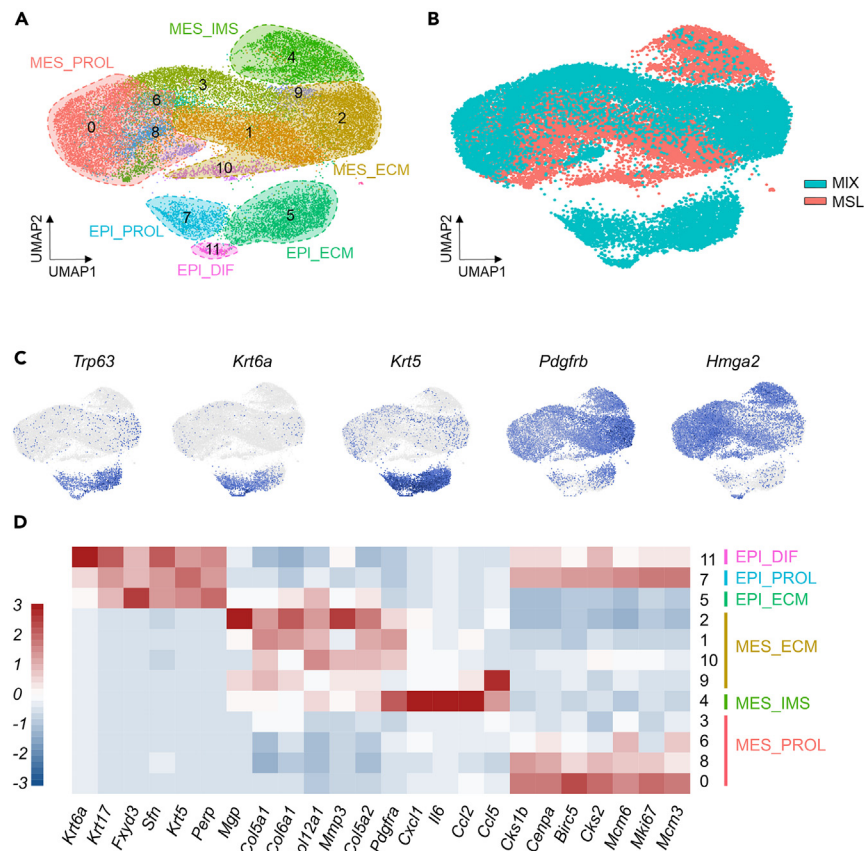 A
MES_IMS
MES_PROL
4
3
9
6
2
0
8
1
10
MES_ECM
7
5
EPI_PROL
11
EPI_DIF
EPI_ECM
UMAP2
UMAP1
B
MIX
MSL
UMAP2
UMAP1
C
Trp63 Krt6a Krt5 Pdgfrb Hmga2
D
11 EPI_DIF
7 EPI_PROL
5 EPI_ECM
2
1
MES_ECM
10
9
4 MES_IMS
3
6
MES_PROL
8
0
3
2
1
0
-1
-2
-3
Krt6a Krt17 Fxyd3 Sfn Krt5 Perp Mgp Col5a1 Col6a1 ol12a1 Mmp3 Col5a2 Pdgfra Cxcl1 Il6 Ccl2 Ccl5 Cks1b Cenpa Birc5 Cks2 Mcm6 Mki67 Mcm3